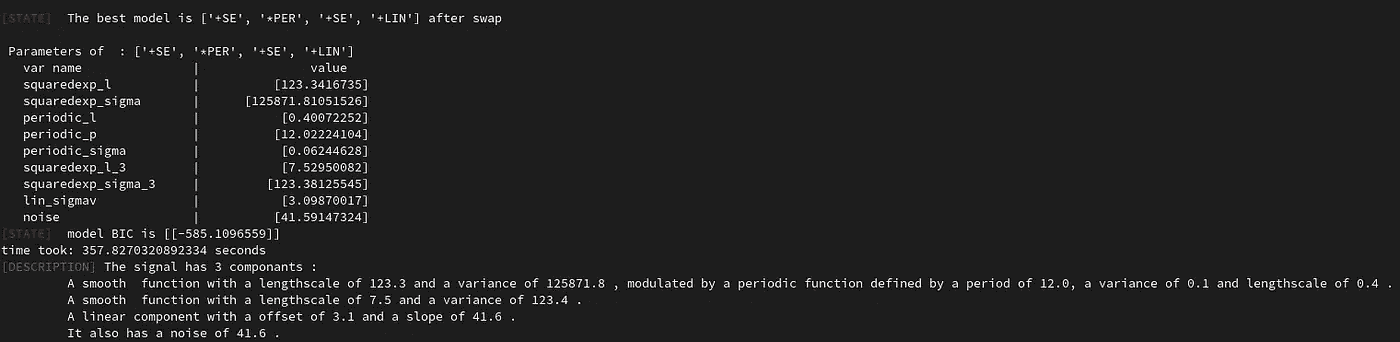 [STATE]  The best model is ['+SE', '*PER', '+SE', '+LIN'] after swap
Parameters of  : ['+SE', '*PER', '+SE', '+LIN']
var name               |               value
squaredexp_l           |          [123.3416735]
squaredexp_sigma       |      [125871.81051526]
periodic_l             |           [0.40072252]
periodic_p             |          [12.02224104]
periodic_sigma         |           [0.06244628]
squaredexp_l_3         |           [7.52950082]
squaredexp_sigma_3     |         [123.38125545]
lin_sigmav             |           [3.09870017]
noise                  |          [41.59147324]
[STATE]  model BIC is [[-585.1096559]]
time took: 357.8270320892334 seconds
[DESCRIPTION] The signal has 3 componants :
A smooth  function with a lengthscale of 123.3 and a variance of 125871.8 , modulated by a periodic function defined by a period of 12.0, a variance of 0.1 and lengthscale of 0.4 .
A smooth  function with a lengthscale of 7.5 and a variance of 123.4 .
A linear component with a offset of 3.1 and a slope of 41.6 .
It also has a noise of 41.6 .